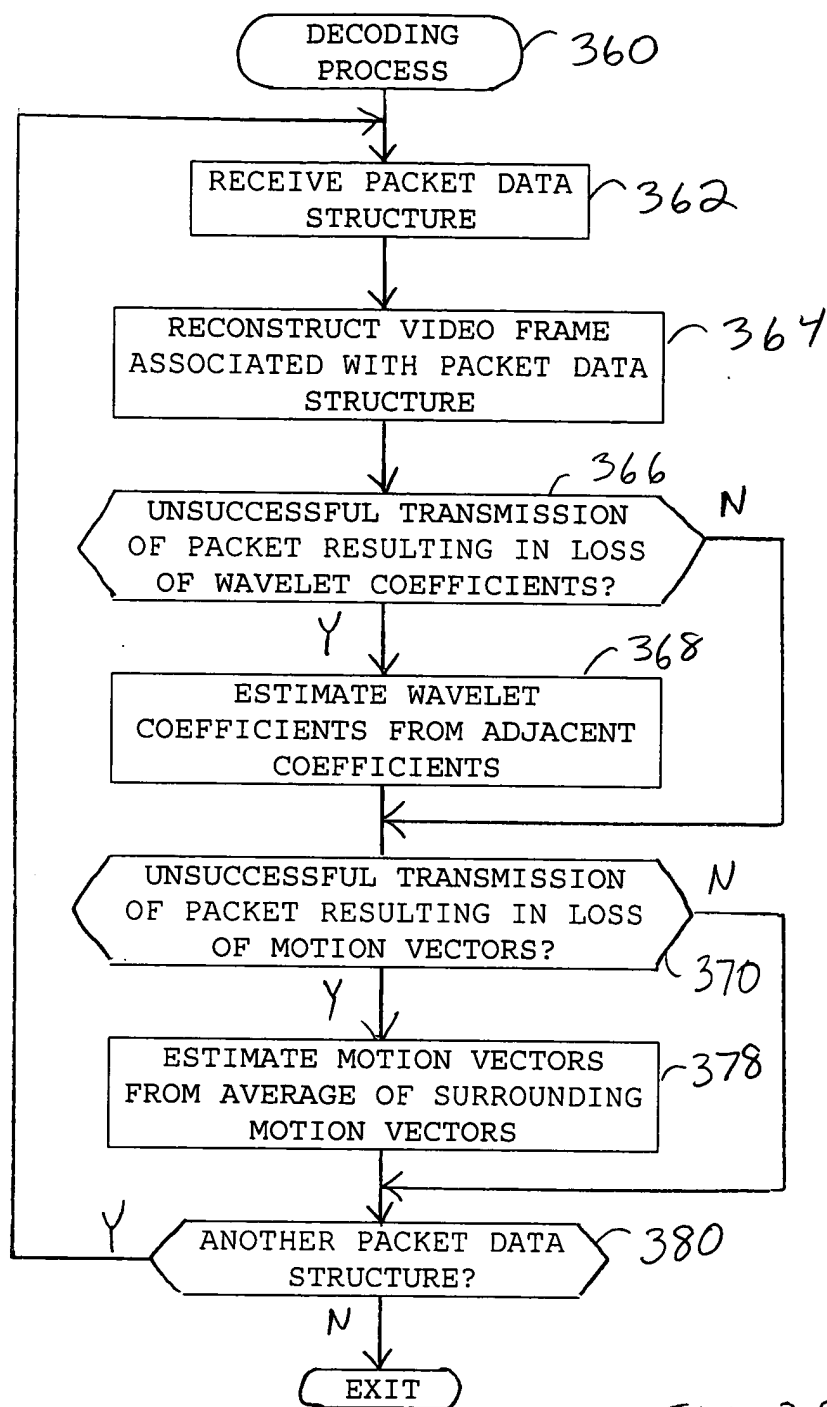 DECODING
PROCESS
360
RECEIVE PACKET DATA
STRUCTURE
362
RECONSTRUCT VIDEO FRAME
ASSOCIATED WITH PACKET DATA
STRUCTURE
364
366
UNSUCCESSFUL TRANSMISSION
OF PACKET RESULTING IN LOSS
OF WAVELET COEFFICIENTS?
N
Y
368
ESTIMATE WAVELET
COEFFICIENTS FROM ADJACENT
COEFFICIENTS
UNSUCCESSFUL TRANSMISSION
OF PACKET RESULTING IN LOSS
OF MOTION VECTORS?
N
370
Y
ESTIMATE MOTION VECTORS
FROM AVERAGE OF SURROUNDING
MOTION VECTORS
378
Y
ANOTHER PACKET DATA
STRUCTURE?
380
N
EXIT